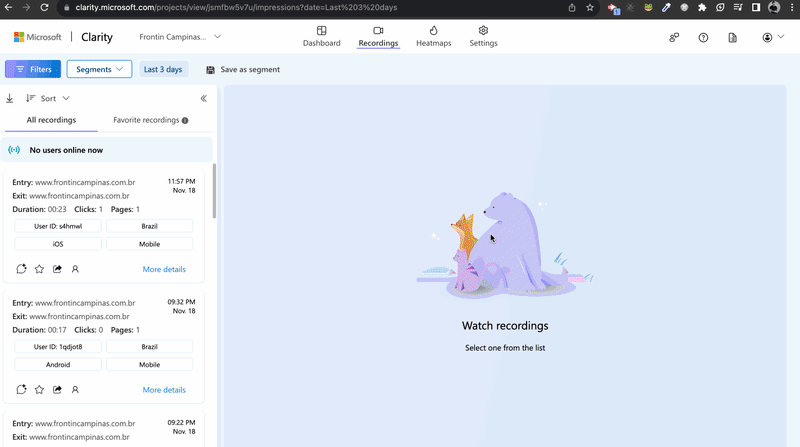 clarity.microsoft.com/projects/view/jsmfbw5v7u/impressions?date=Last%203%20days
Microsoft Clarity Frontin Campinas...
Dashboard Recordings Heatmaps Settings
Filters Segments Last 3 days Save as segment
Sort
All recordings Favorite recordings
No users online now
Entry: www.frontincampinas.com.br 11:57 PM
Nov. 18
Exit: www.frontincampinas.com.br
Duration: 00:23 Clicks: 1 Pages: 1
User ID: s4hmwl Brazil
iOS Mobile
More details
Entry: www.frontincampinas.com.br 09:32 PM
Nov. 18
Exit: www.frontincampinas.com.br
Duration: 00:17 Clicks: 0 Pages: 1
User ID: 1qdjot8 Brazil
Android Mobile
More details
Entry: www.frontincampinas.com.br 09:22 PM
Nov. 18
Exit: www.frontincampinas.com.br
Watch recordings
Select one from the list